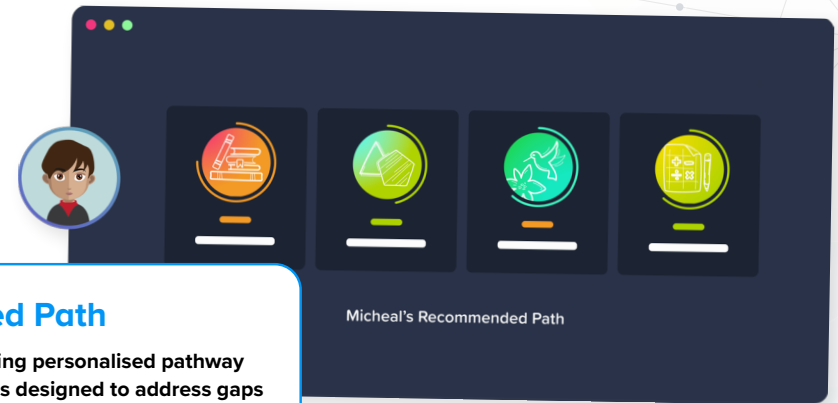 Micheal's Recommended Path
ed Path
ing personalised pathway
s designed to address gaps